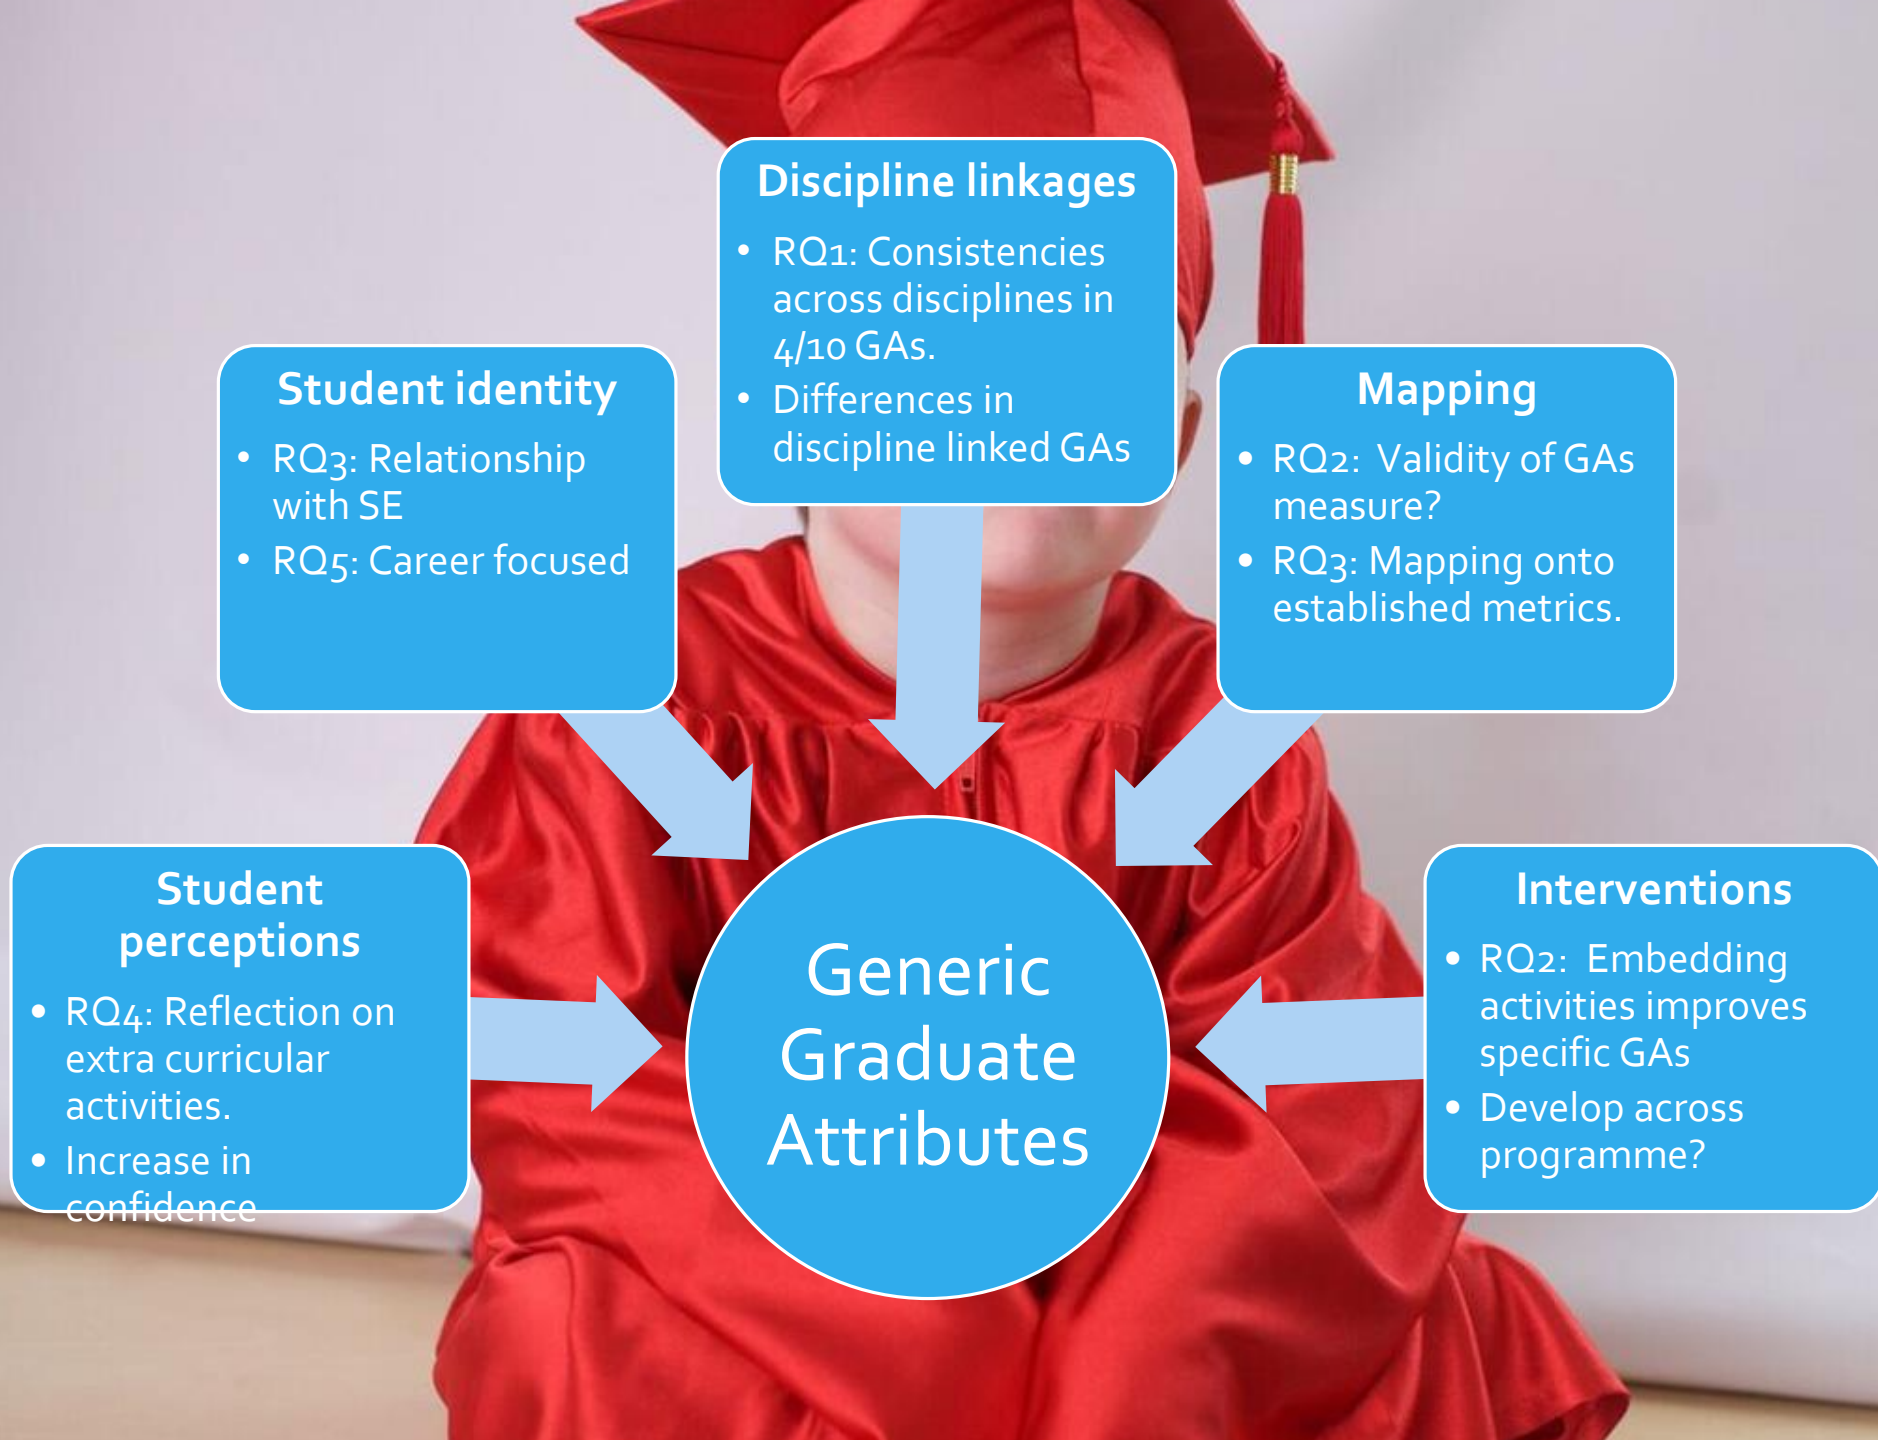 Discipline linkages
• RQ1: Consistencies
across disciplines in
4/10 GAs.
• Differences in
discipline linked GAs
Student identity
• RQ3: Relationship
with SE
• RQ5: Career focused
Mapping
• RQ2:  Validity of GAs
measure?
• RQ3: Mapping onto
established metrics.
Student
perceptions
• RQ4: Reflection on
extra curricular
activities.
• Increase in
confidence
Generic
Graduate
Attributes
Interventions
• RQ2:  Embedding
activities improves
specific GAs
• Develop across
programme?